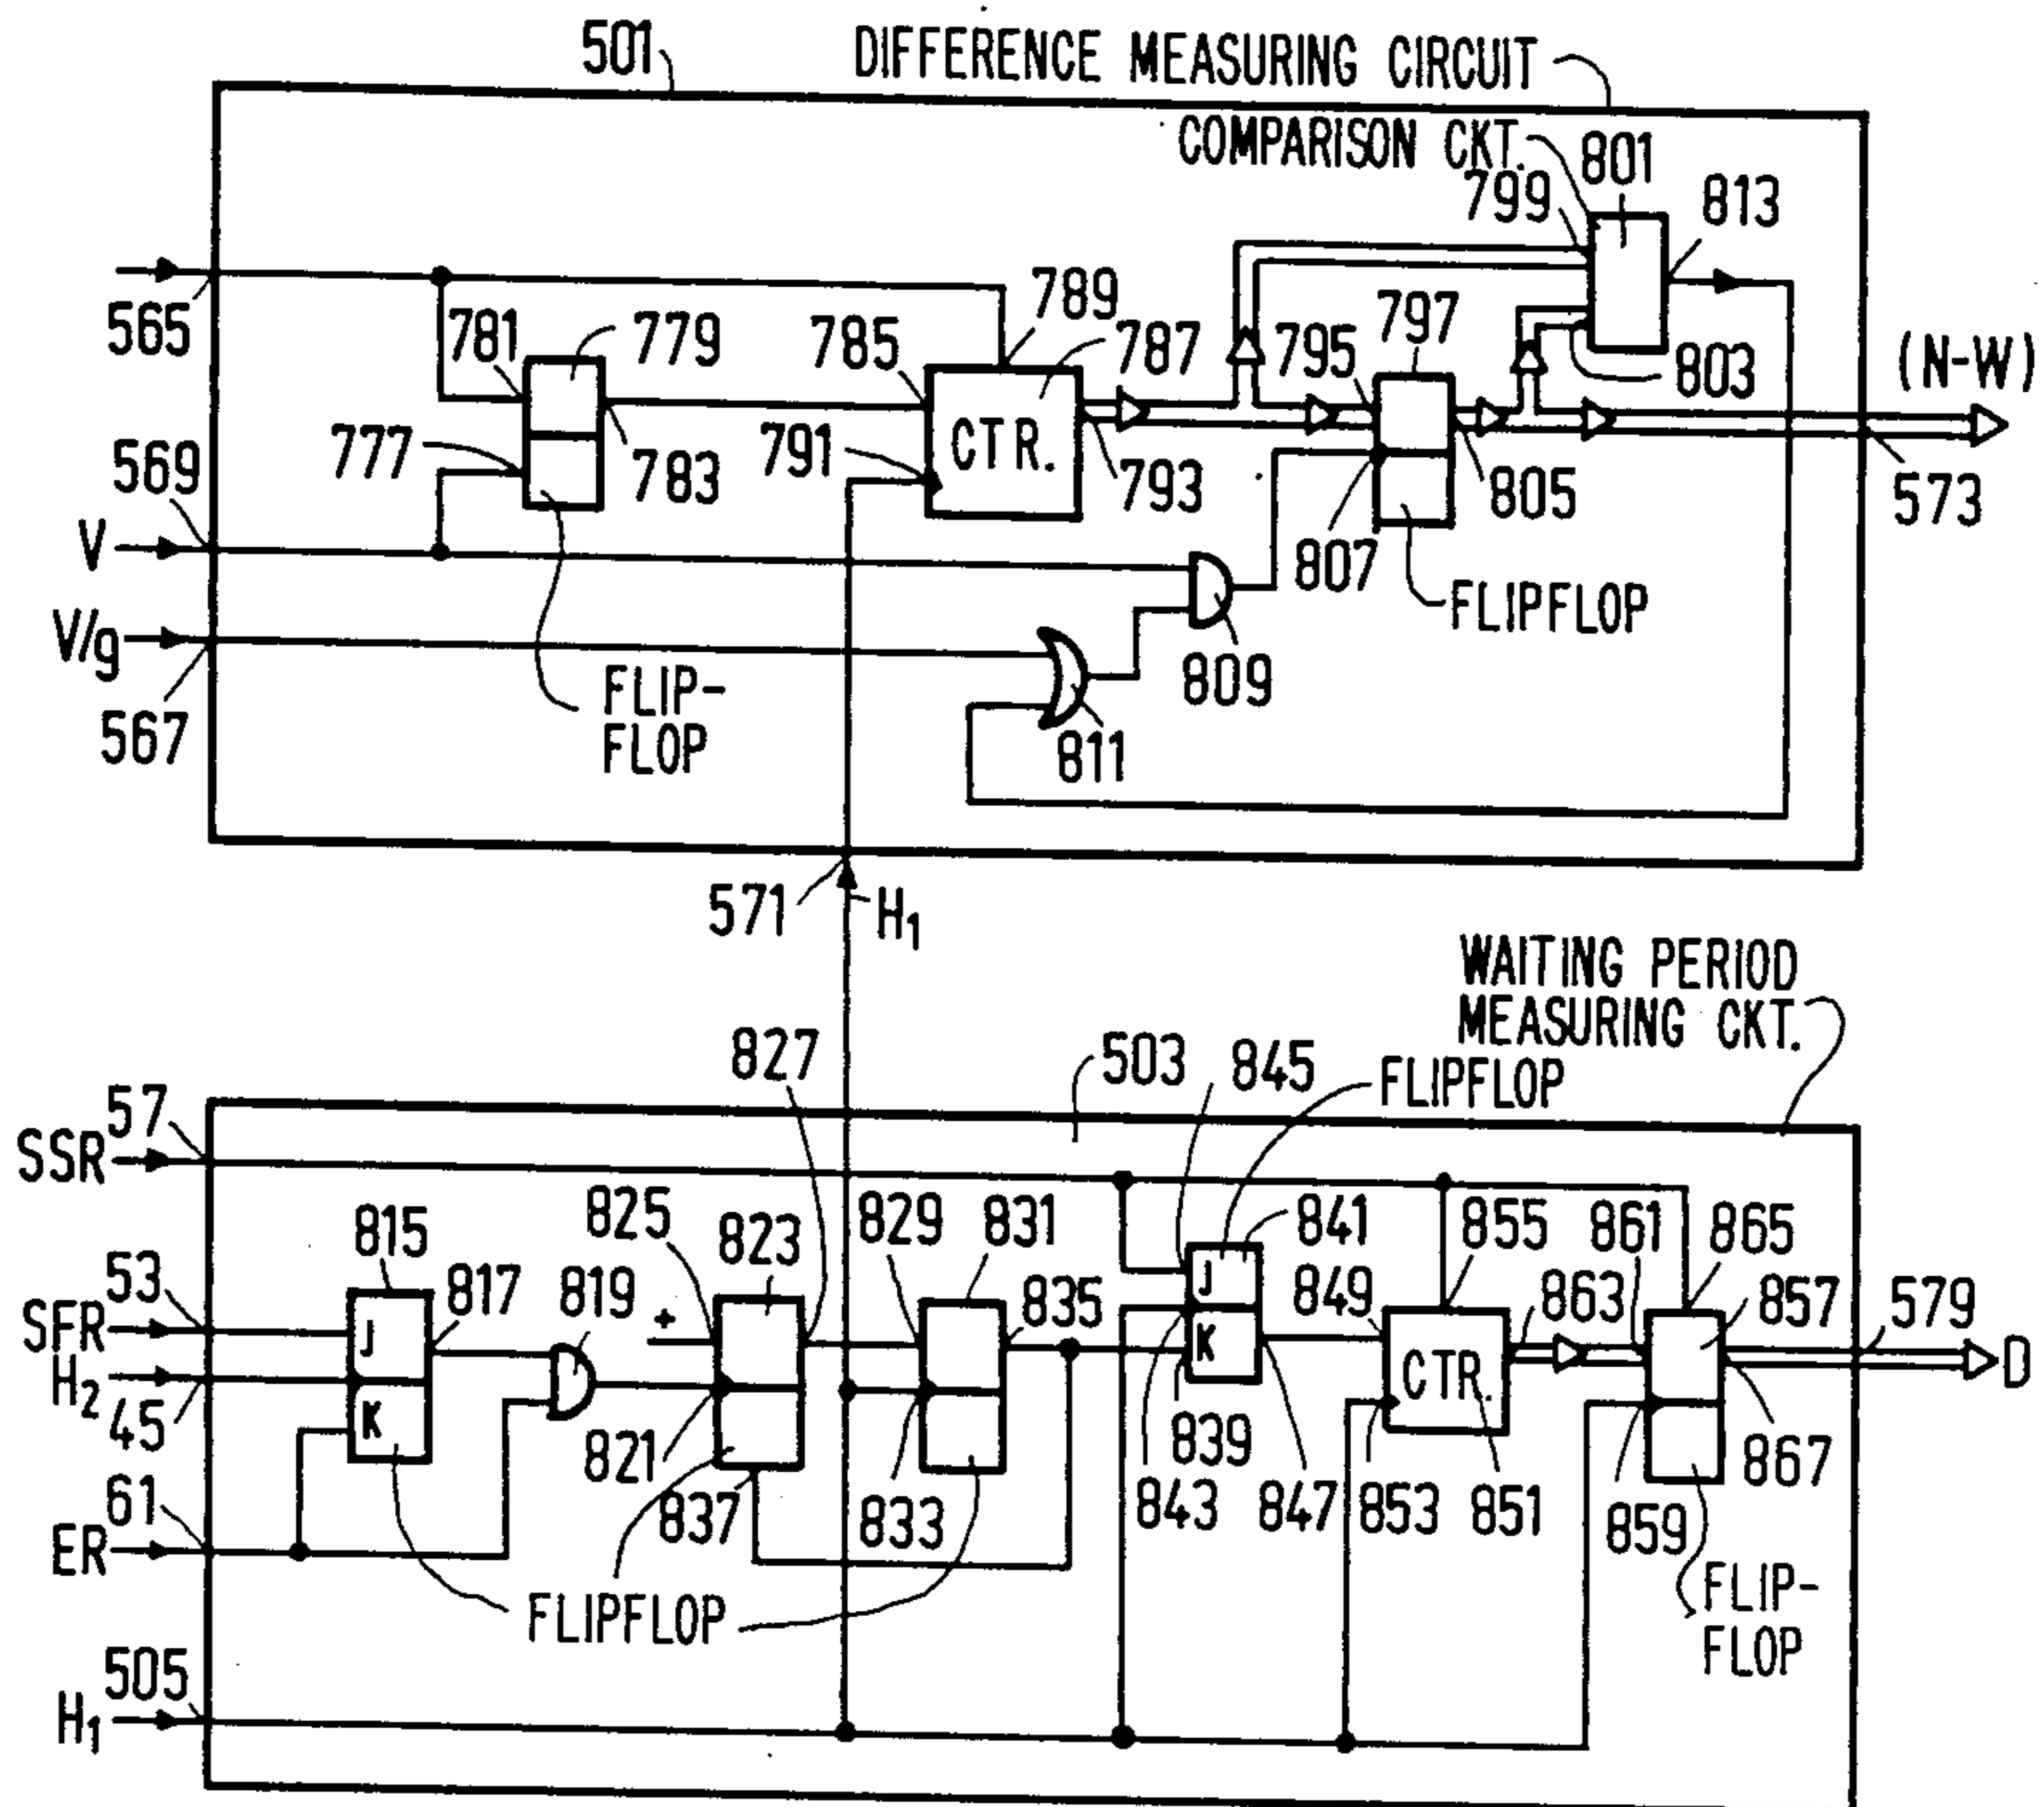 501
DIFFERENCE MEASURING CIRCUIT
COMPARISON CKT.
801
799
813
565
781
779
785
789
787
795
797
803
(N-W)
777
783
791
CTR.
793
805
573
569
V
807
FLIPFLOP
V/g
809
567
FLIP-
FLOP
811
571
H1
WAITING PERIOD
MEASURING CKT.
827
503
845
FLIPFLOP
57
SSR
815
825
823
829
831
841
855
861
865
53
SFR
817
819
+
835
849
863
857
579
J
J
K
H2
45
K
CTR.
D
821
839
867
61
837
833
843
847
853
851
859
ER
FLIPFLOP
FLIP-
FLOP
505
H1